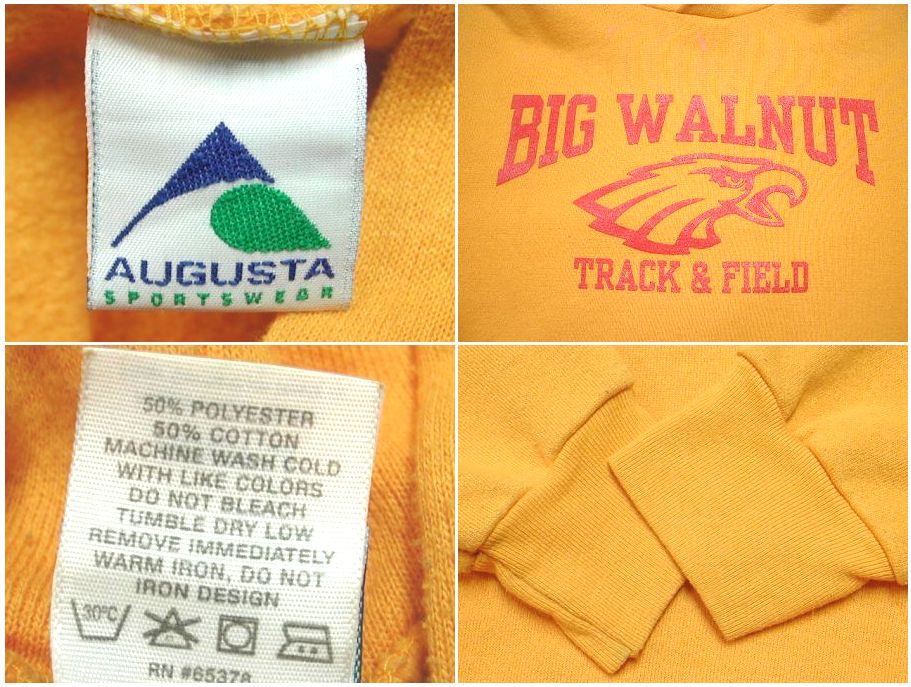 AUGUSTA
SPORTSWEAR
BIG WALNUT
TRACK & FIELD
50% POLYESTER
50% COTTON
MACHINE WASH COLD
WITH LIKE COLORS
DO NOT BLEACH
TUMBLE DRY LOW
REMOVE IMMEDIATELY
WARM IRON, DO NOT
IRON DESIGN
30°C
RN #65378